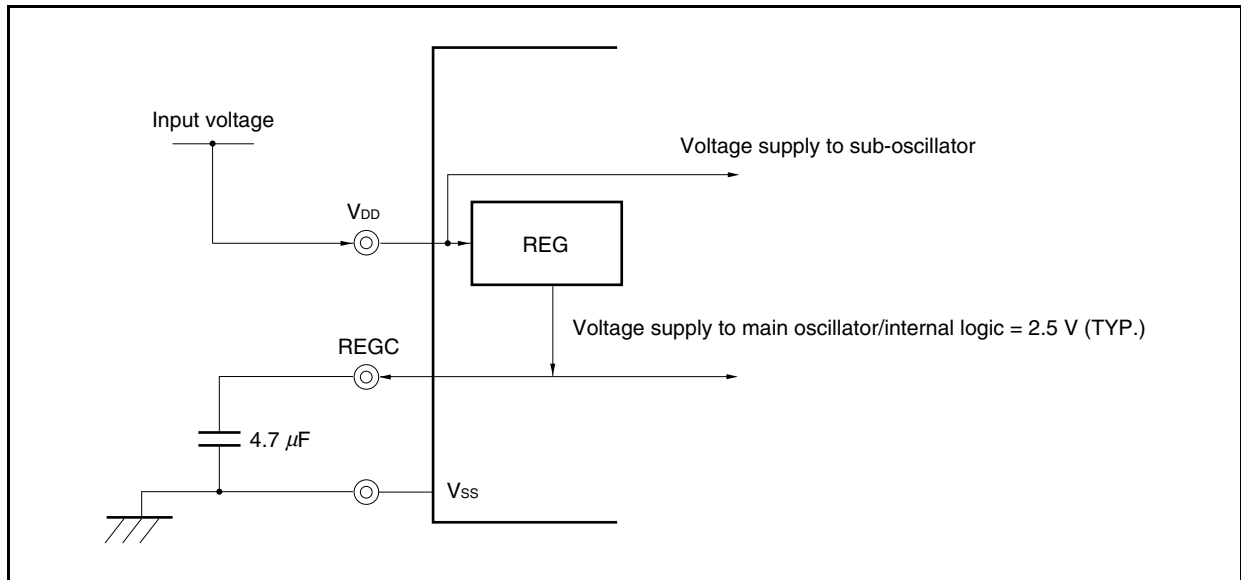 Input voltage
Voltage supply to sub-oscillator
VDD
REG
Voltage supply to main oscillator/internal logic = 2.5 V (TYP.)
REGC
4.7 μF
VSS